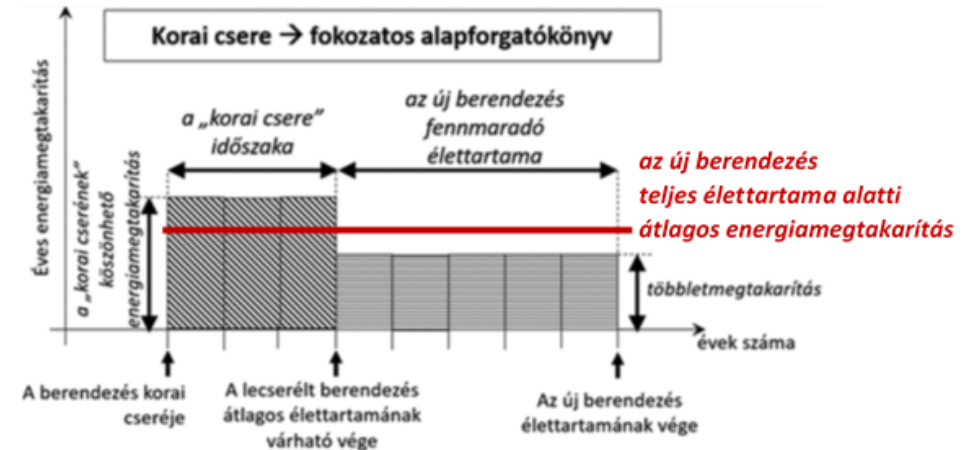 Korai csere → fokozatos alapforgatókönyv
Éves energiamegtakarítás
a „korai cserének”
köszönhető
energiamegtakarítás
a „korai csere”
időszaka
az új berendezés
fennmaradó
élettartama
az új berendezés
teljes élettartama alatti
átlagos energiamegtakarítás
többletmegtakarítás
évek száma
A berendezés korai
cseréje
A lecserélt berendezés
átlagos élettartamának
várható vége
Az új berendezés
élettartamának vége